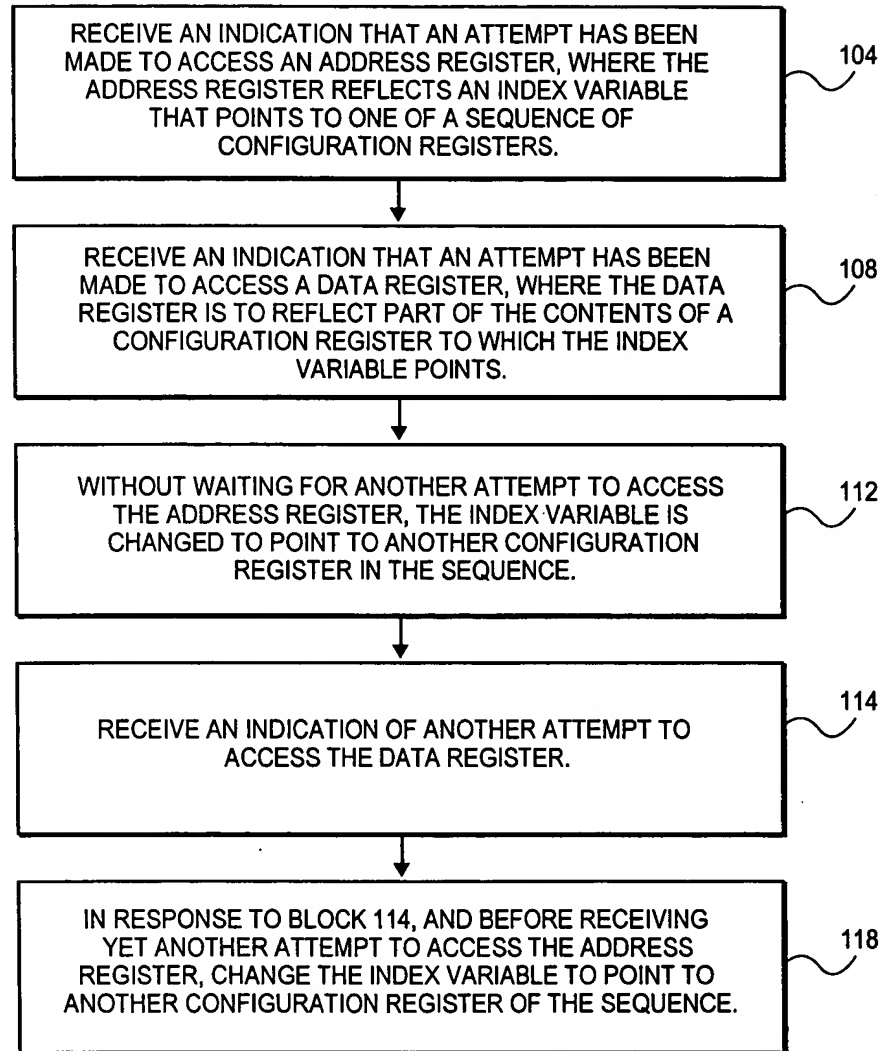 RECEIVE AN INDICATION THAT AN ATTEMPT HAS BEEN
MADE TO ACCESS AN ADDRESS REGISTER, WHERE THE
ADDRESS REGISTER REFLECTS AN INDEX VARIABLE
THAT POINTS TO ONE OF A SEQUENCE OF
CONFIGURATION REGISTERS.
104
RECEIVE AN INDICATION THAT AN ATTEMPT HAS BEEN
MADE TO ACCESS A DATA REGISTER, WHERE THE DATA
REGISTER IS TO REFLECT PART OF THE CONTENTS OF A
CONFIGURATION REGISTER TO WHICH THE INDEX
VARIABLE POINTS.
108
WITHOUT WAITING FOR ANOTHER ATTEMPT TO ACCESS
THE ADDRESS REGISTER, THE INDEX VARIABLE IS
CHANGED TO POINT TO ANOTHER CONFIGURATION
REGISTER IN THE SEQUENCE.
112
RECEIVE AN INDICATION OF ANOTHER ATTEMPT TO
ACCESS THE DATA REGISTER.
114
IN RESPONSE TO BLOCK 114, AND BEFORE RECEIVING
YET ANOTHER ATTEMPT TO ACCESS THE ADDRESS
REGISTER, CHANGE THE INDEX VARIABLE TO POINT TO
ANOTHER CONFIGURATION REGISTER OF THE SEQUENCE.
118